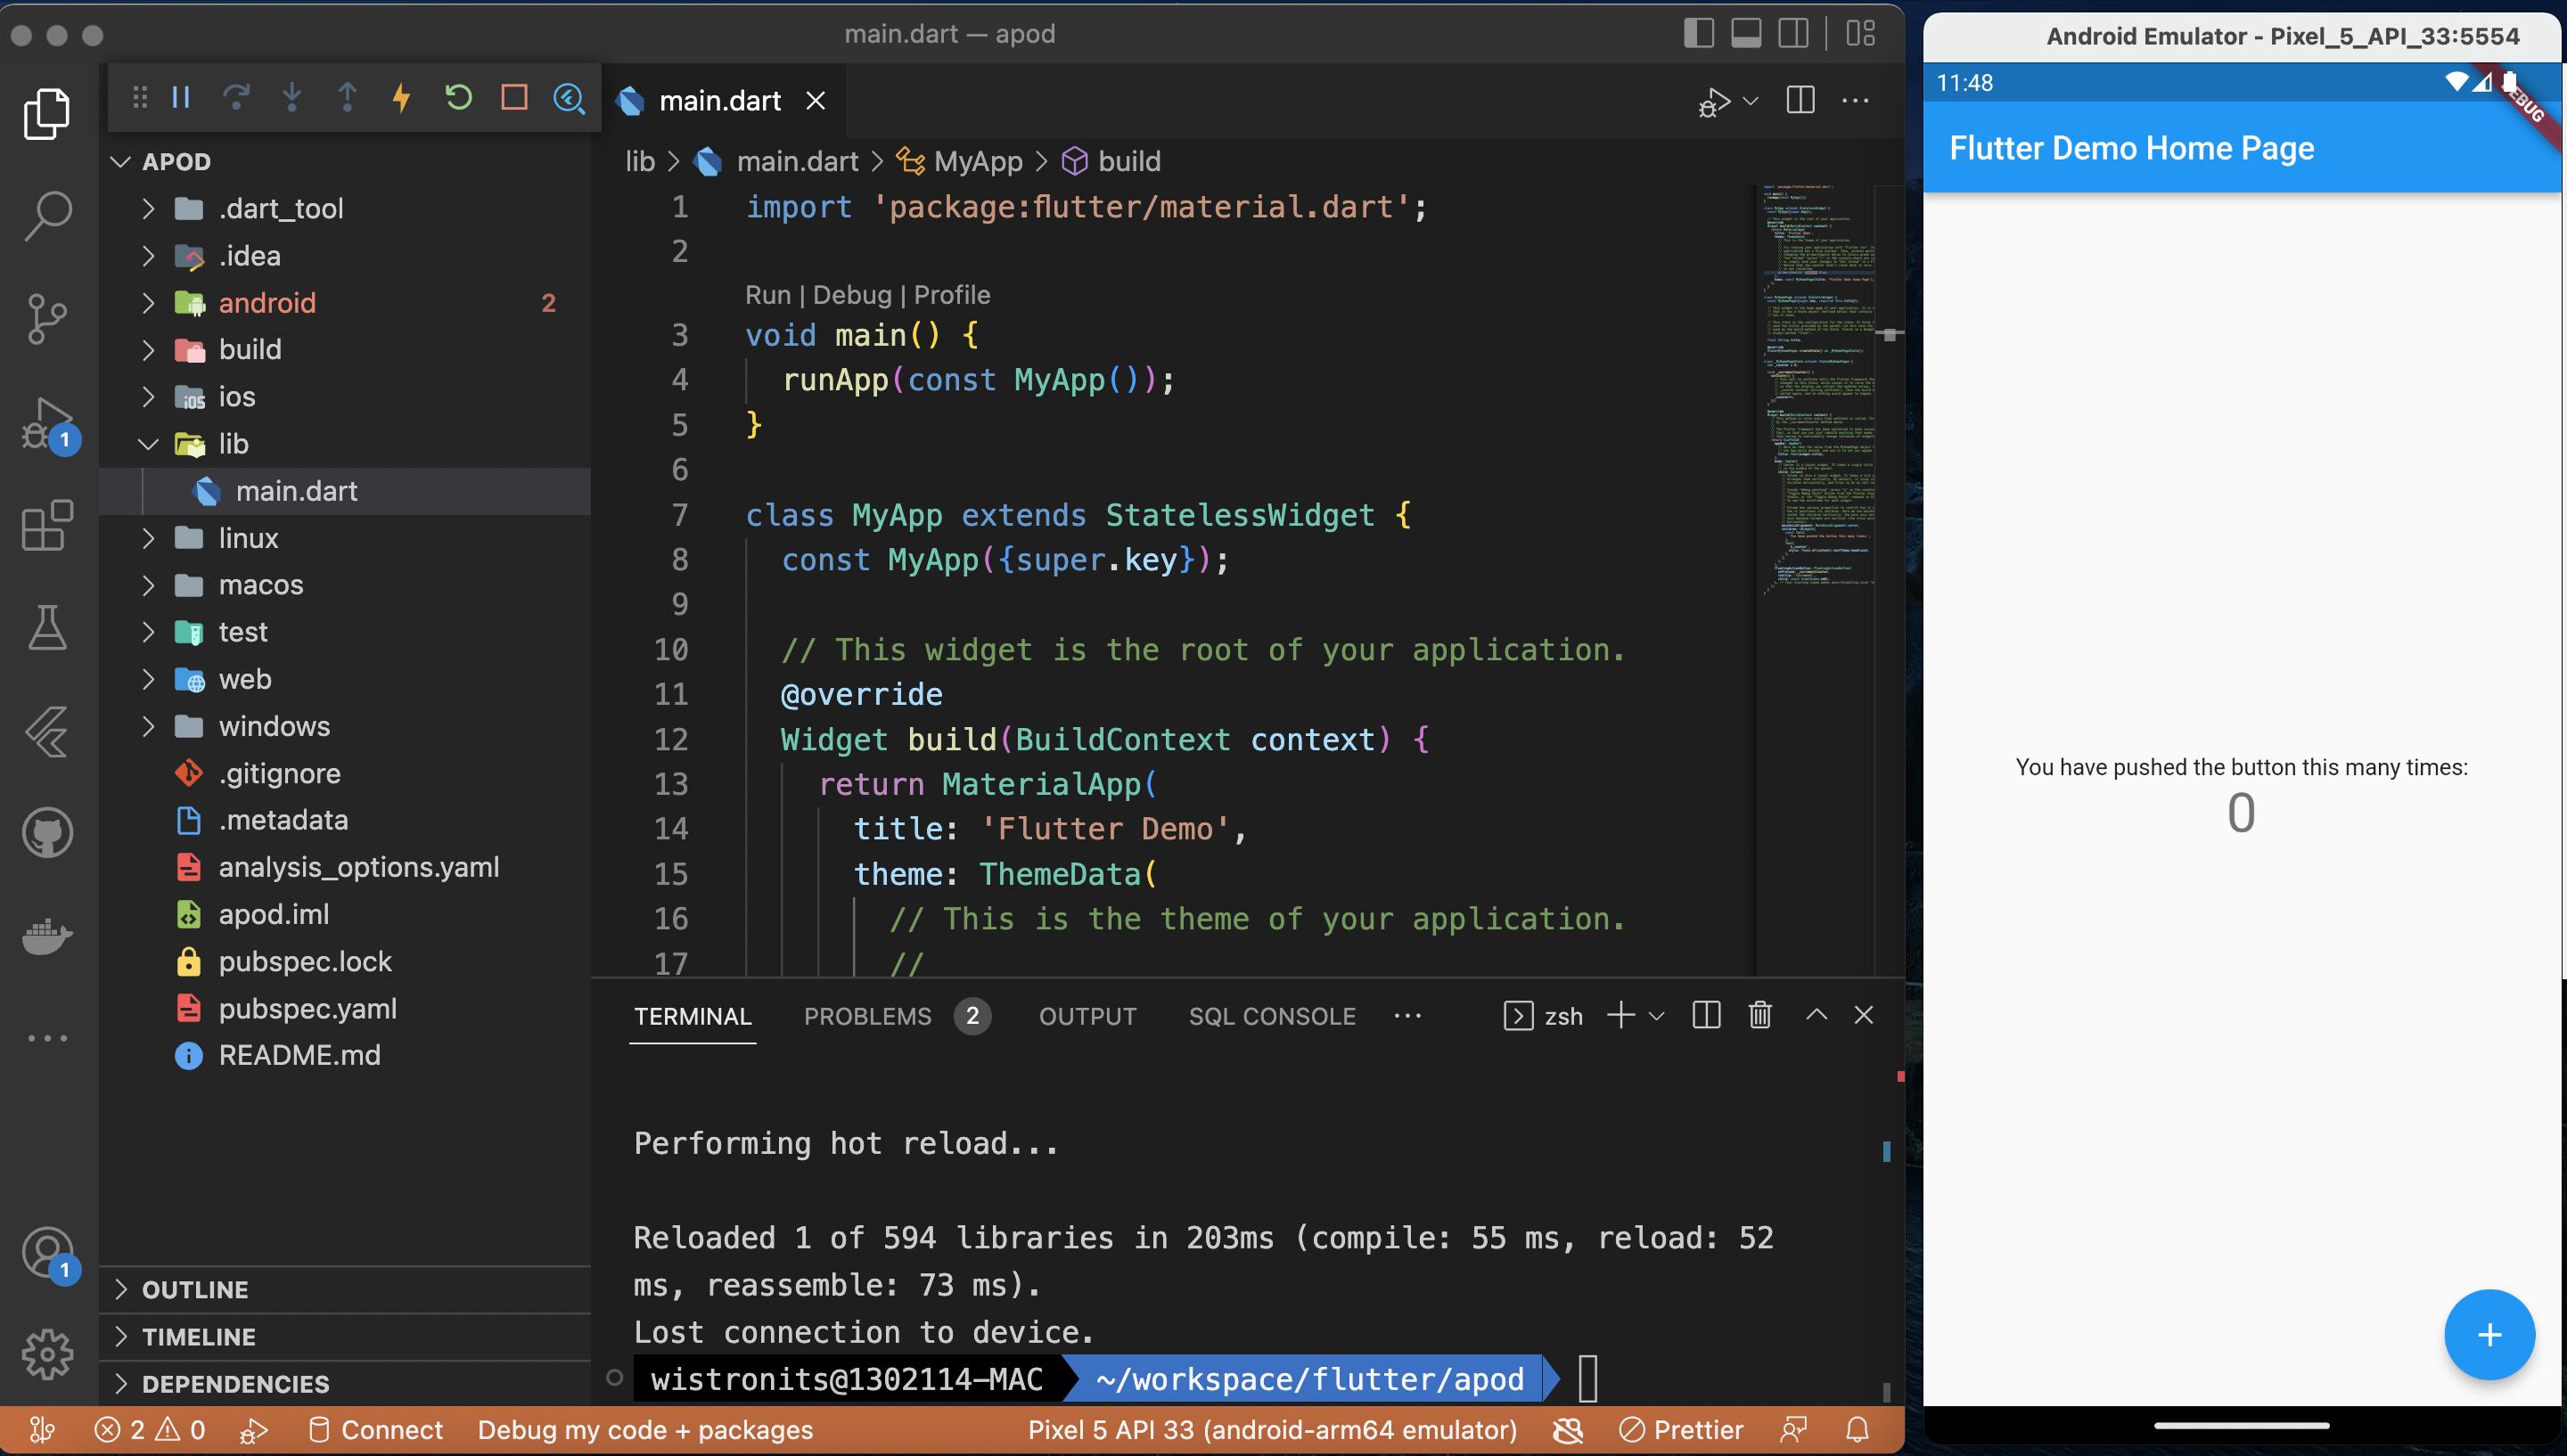 main.dart — apod
main.dart
APOD
.dart_tool
.idea
android 2
build
ios
lib
main.dart
linux
macos
test
web
windows
.gitignore
.metadata
analysis_options.yaml
apod.iml
pubspec.lock
pubspec.yaml
README.md
OUTLINE
TIMELINE
DEPENDENCIES
1
1
lib > main.dart > MyApp > build
1 import 'package:flutter/material.dart';
2
Run | Debug | Profile
3 void main() {
4 runApp(const MyApp());
5 }
6
7 class MyApp extends StatelessWidget {
8 const MyApp({super.key});
9
10 // This widget is the root of your application.
11 @override
12 Widget build(BuildContext context) {
13 return MaterialApp(
14 title: 'Flutter Demo',
15 theme: ThemeData(
16 // This is the theme of your application.
17 //
TERMINAL PROBLEMS 2 OUTPUT SQL CONSOLE ··· zsh
Performing hot reload...
Reloaded 1 of 594 libraries in 203ms (compile: 55 ms, reload: 52
ms, reassemble: 73 ms).
Lost connection to device.
wistronits@1302114-MAC ~/workspace/flutter/apod
2 0 Connect Debug my code + packages Pixel 5 API 33 (android-arm64 emulator) Prettier
Android Emulator - Pixel_5_API_33:5554
11:48
EBUG
Flutter Demo Home Page
You have pushed the button this many times:
0
+